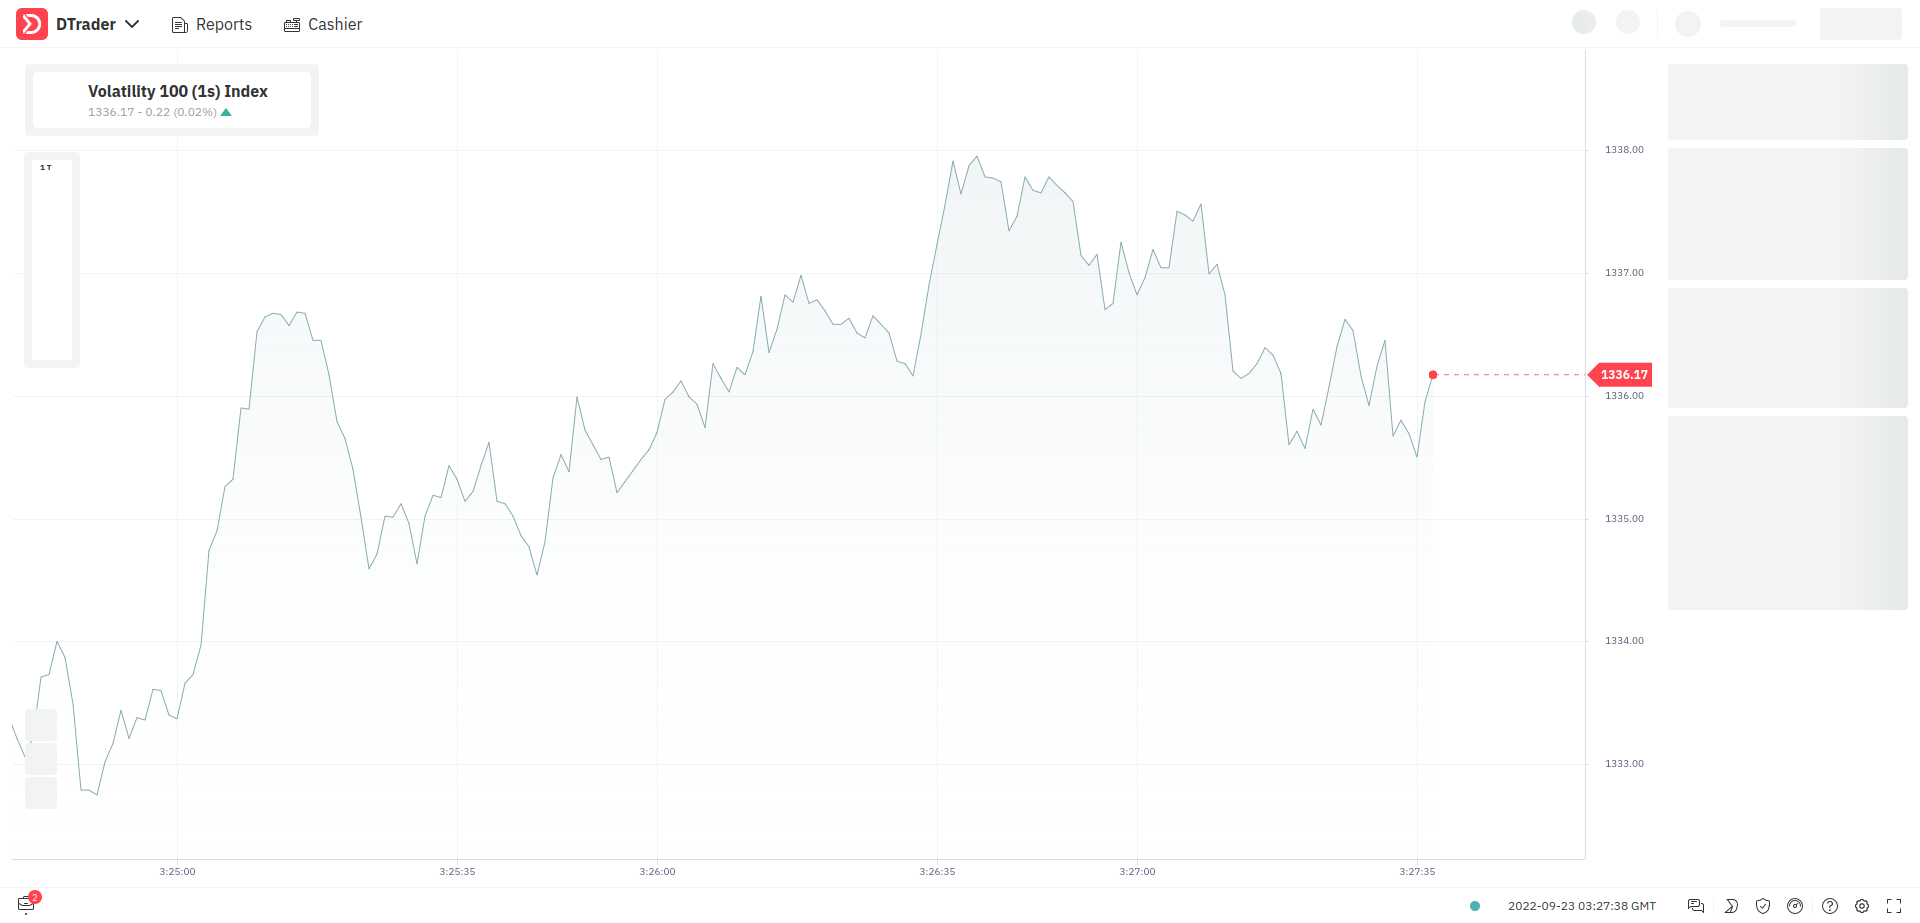 DTrader
Reports
Cashier
Volatility 100 (1s) Index
1336.17 - 0.22 (0.02%)
1T
1338.00
1337.00
1336.17
1336.00
1335.00
1334.00
1333.00
3:25:00
3:25:35
3:26:00
3:26:35
3:27:00
3:27:35
2
2022-09-23 03:27:38 GMT